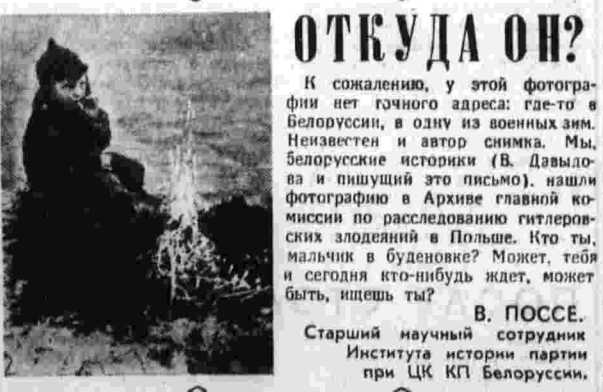 ОТКУДА ОН?
К сожалению, у этой фотогра-
фии нет точного адреса: где-то в
Белоруссии, в одну из военных зим.
Неизвестен и автор снимка. Мы,
белорусские историки (В. Давыдо-
ва и пишущий это письмо), нашли
фотографию в Архиве главной ко-
миссии по расследованию гитлеров-
ских злодеяний в Польше. Кто ты,
мальчик в буденовке? Может, тебя
и сегодня кто-нибудь ждет, может
быть, ищешь ты?
В. ПОССЕ.
Старший научный сотрудник
Института истории партии
при ЦК КП Белоруссии.